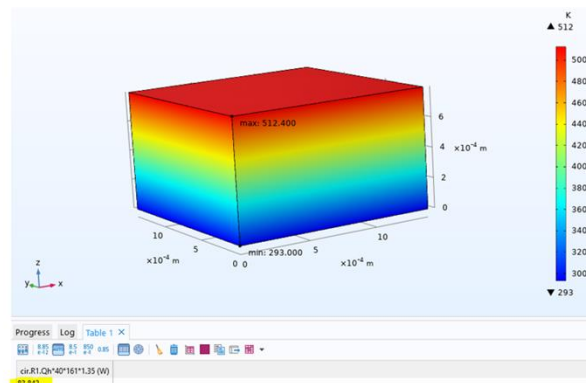 K
▲ 512
500
480
460
440
420
400
380
360
340
320
300
▼ 293
max: 512.400
min: 293.000
6
4
2
0
×10⁻⁴ m
10
5
0
×10⁻⁴ m
0
5
10
×10⁻⁴ m
z
y
x
Progress Log Table 1 ×
8.85 e-12
8.5 e-1
850
0.85
cir.R1.Qh*40*161*1.35 (W)